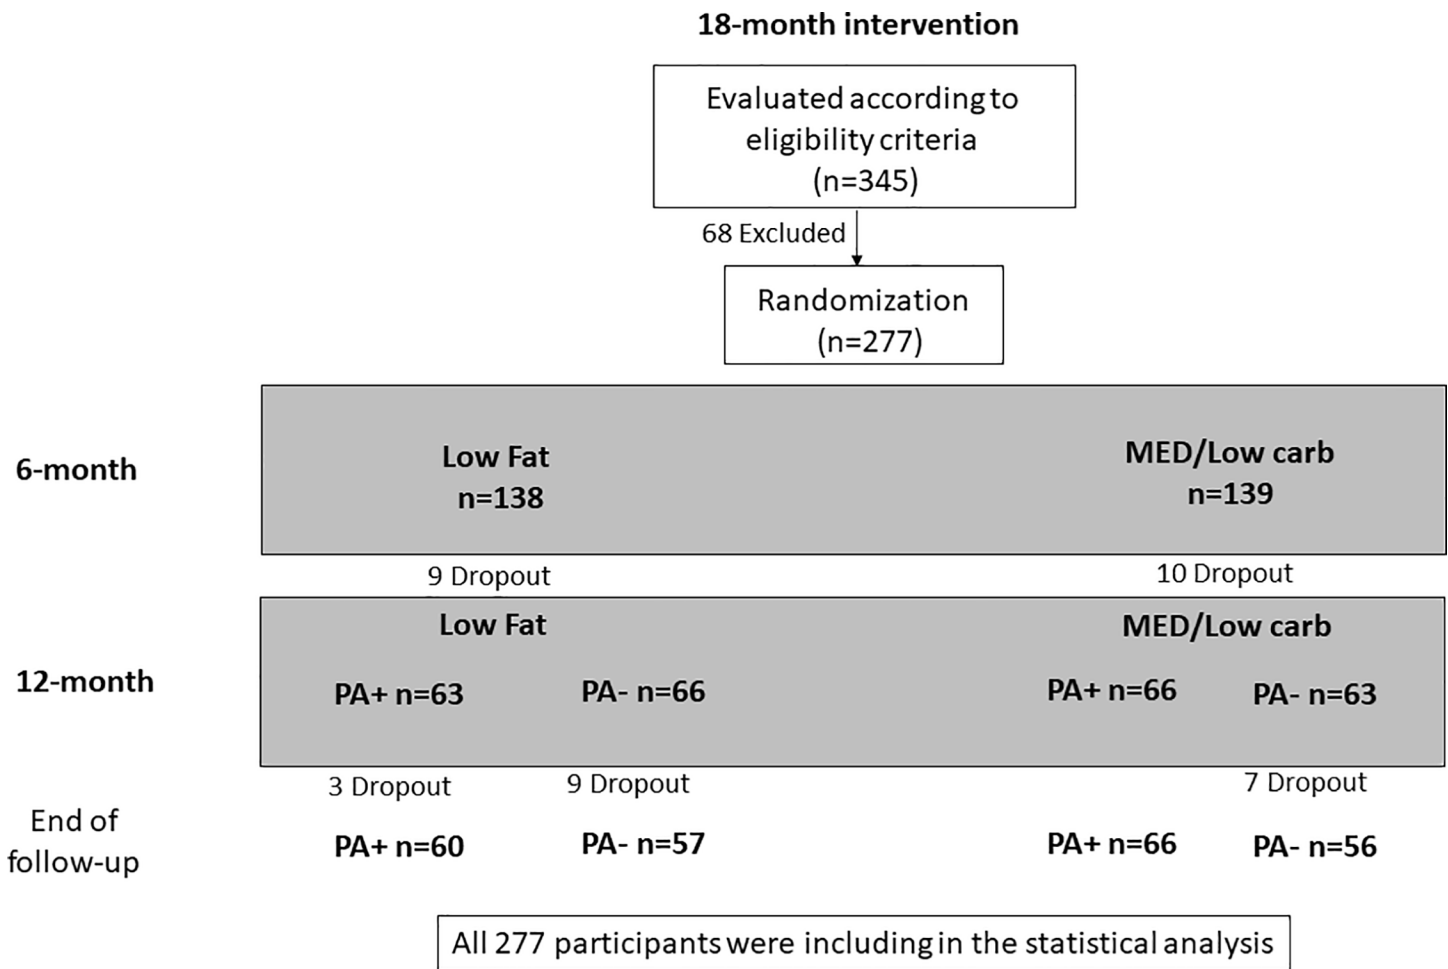 18-month intervention
Evaluated according to
eligibility criteria
(n=345)
68 Excluded
Randomization
(n=277)
6-month
Low Fat
n=138
MED/Low carb
n=139
9 Dropout
10 Dropout
12-month
Low Fat
MED/Low carb
PA+ n=63
PA- n=66
PA+ n=66
PA- n=63
3 Dropout
9 Dropout
7 Dropout
End of
follow-up
PA+ n=60
PA- n=57
PA+ n=66
PA- n=56
All 277 participants were including in the statistical analysis